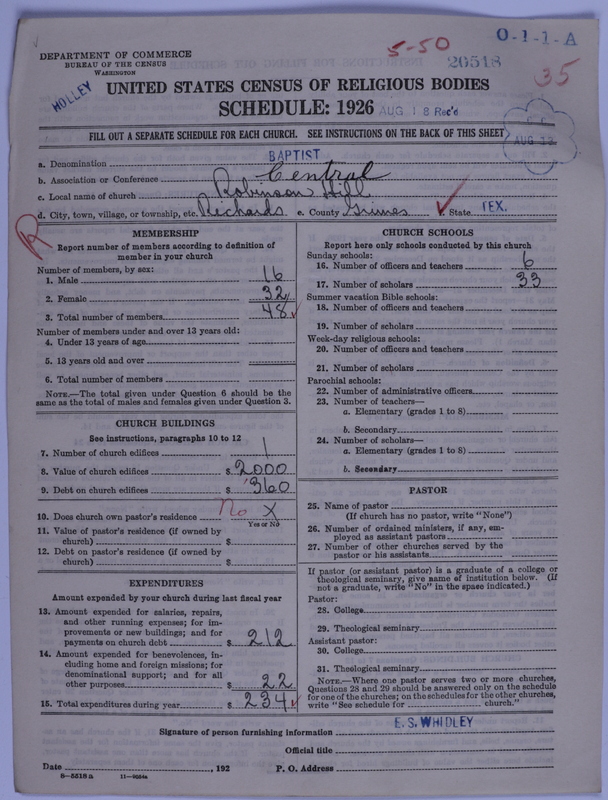 O-1-1-A
5-50
DEPARTMENT OF COMMERCE
BUREAU OF THE CENSUS
WASHINGTON
20518
35
HOLLEY
UNITED STATES CENSUS OF RELIGIOUS BODIES
SCHEDULE: 1926 AUG 18 Rec'd
FILL OUT A SEPARATE SCHEDULE FOR EACH CHURCH. SEE INSTRUCTIONS ON THE BACK OF THIS SHEET
AUG
a. Denomination BAPTIST
b. Association or Conference Central
c. Local name of church Robinson Hill
d. City, town, village, or township, etc. Richards e. County Grimes f. State TEX.
R
MEMBERSHIP
Report number of members according to definition of
member in your church
Number of members, by sex:
1. Male 16
2. Female 32
3. Total number of members 48
Number of members under and over 13 years old:
4. Under 13 years of age
5. 13 years old and over
6. Total number of members
NOTE.—The total given under Question 6 should be the
same as the total of males and females given under Question 3.
CHURCH BUILDINGS
See instructions, paragraphs 10 to 12
7. Number of church edifices 1
8. Value of church edifices $ 2000
9. Debt on church edifices $ 360
10. Does church own pastor's residence No X
Yes or No
11. Value of pastor's residence (if owned by
church) $
12. Debt on pastor's residence (if owned by
church) $
EXPENDITURES
Amount expended by your church during last fiscal year
13. Amount expended for salaries, repairs,
and other running expenses; for im-
provements or new buildings; and for
payments on church debt $ 212
14. Amount expended for benevolences, in-
cluding home and foreign missions; for
denominational support; and for all
other purposes $ 22
15. Total expenditures during year $ 234
CHURCH SCHOOLS
Report here only schools conducted by this church
Sunday schools:
16. Number of officers and teachers 6
17. Number of scholars 33
Summer vacation Bible schools:
18. Number of officers and teachers
19. Number of scholars
Week-day religious schools:
20. Number of officers and teachers
21. Number of scholars
Parochial schools:
22. Number of administrative officers
23. Number of teachers—
a. Elementary (grades 1 to 8)
b. Secondary
24. Number of scholars—
a. Elementary (grades 1 to 8)
b. Secondary
PASTOR
25. Name of pastor
(If church has no pastor, write "None")
26. Number of ordained ministers, if any, em-
ployed as assistant pastors
27. Number of other churches served by the
pastor or his assistants
If pastor (or assistant pastor) is a graduate of a college or
theological seminary, give name of institution below. (If
not a graduate, write "No" in the space indicated.)
Pastor:
28. College
29. Theological seminary
Assistant pastor:
30. College
31. Theological seminary
NOTE.—Where one pastor serves two or more churches,
Questions 28 and 29 should be answered only on the schedule
for one of the churches; on the schedules for the other churches,
write "See schedule for church."
E. S. WHIDLEY
Signature of person furnishing information
Official title
Date , 192 P. O. Address
8-5518a 11-9034a